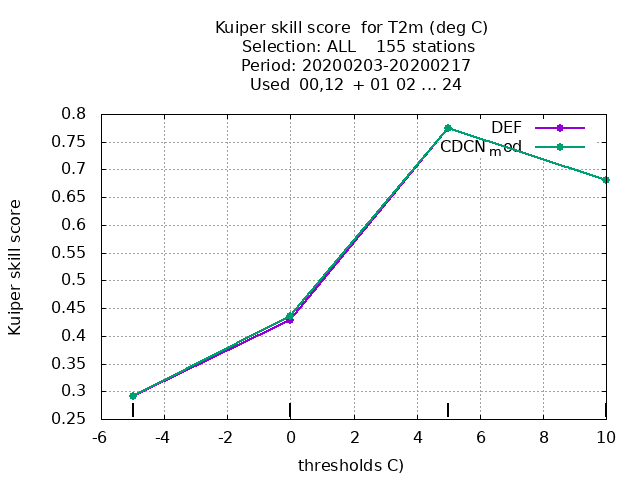 Kuiper skill score  for T2m (deg C)
Selection: ALL    155 stations
Period: 20200203-20200217
Used  00,12  + 01 02 ... 24
DEF
CDCNmod
0.8
0.75
0.7
0.65
0.6
0.55
0.5
0.45
0.4
0.35
0.3
0.25
Kuiper skill score
-6 -4 -2 0 2 4 6 8 10
thresholds C)